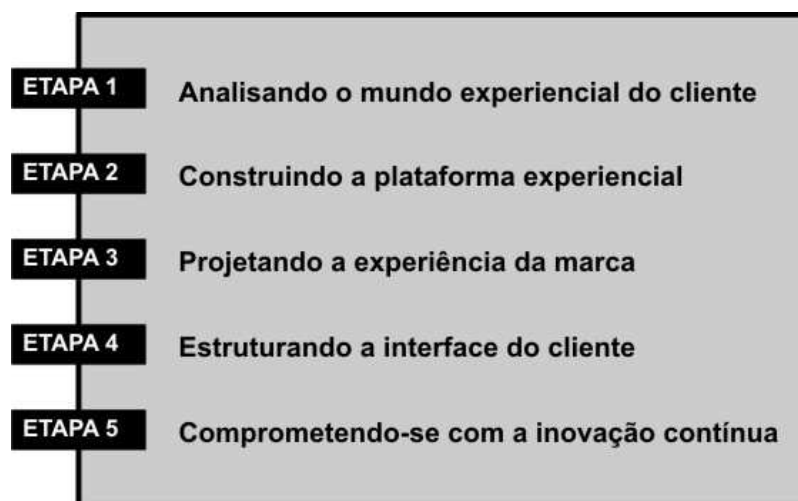 ETAPA 1 Analisando o mundo experiencial do cliente
ETAPA 2 Construindo a plataforma experiencial
ETAPA 3 Projetando a experiência da marca
ETAPA 4 Estruturando a interface do cliente
ETAPA 5 Comprometendo-se com a inovação contínua